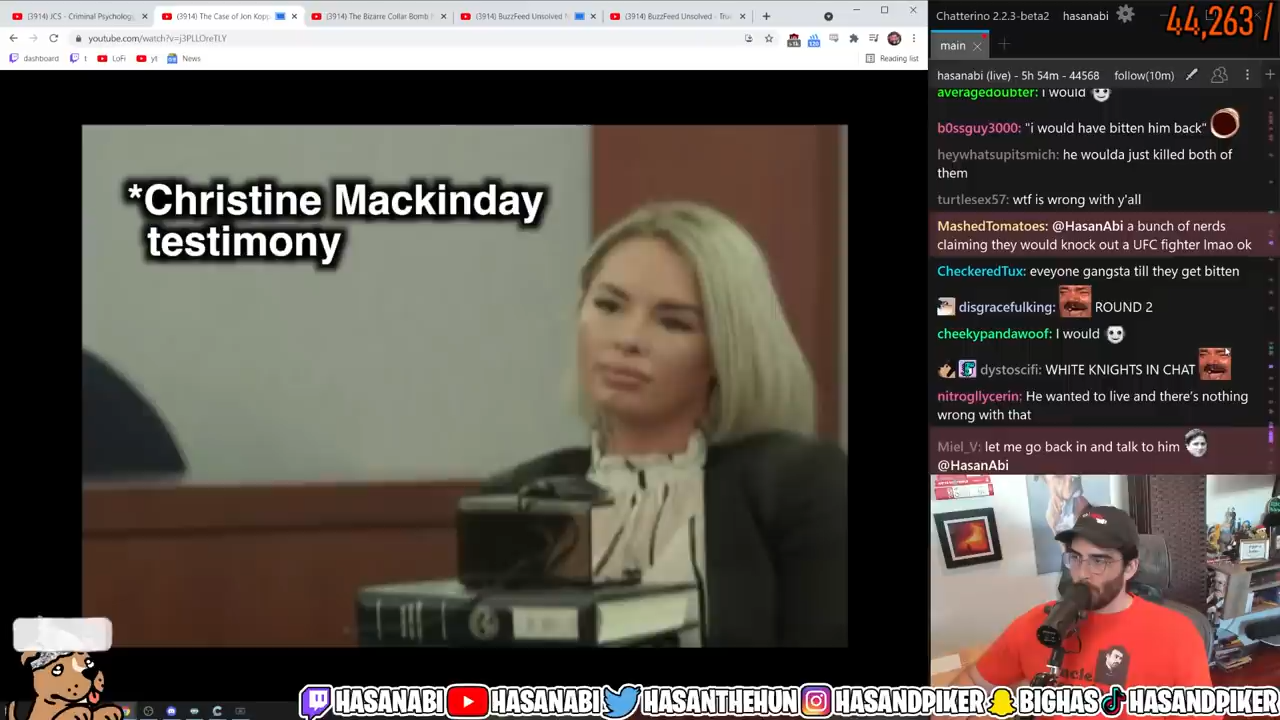 (3914) JCS - Criminal Psychology
(3914) The Case of Jon Kopp
(3914) The Bizarre Collar Bomb
(3914) BuzzFeed Unsolved
(3914) BuzzFeed Unsolved - Tru
youtube.com/watch?v=j3PLLOreTLY
dashboard
t
LoFi
yt
News
Reading list
*Christine Mackinday
testimony
Chatterino 2.2.3-beta2
hasanabi
44,263 /
main
hasanabi (live) - 5h 54m - 44568
follow(10m)
averagedoubter: I would
b0ssguy3000: "i would have bitten him back"
heywhatsupitsmich: he woulda just killed both of
them
turtlesex57: wtf is wrong with y'all
MashedTomatoes: @HasanAbi a bunch of nerds
claiming they would knock out a UFC fighter lmao ok
CheckeredTux: eveyone gangsta till they get bitten
disgracefulking: ROUND 2
cheekypandawoof: I would
dystoscifi: WHITE KNIGHTS IN CHAT
nitrogllycerin: He wanted to live and there's nothing
wrong with that
Miel_V: let me go back in and talk to him
@HasanAbi
HASANABI
HASANABI
HASANTHEHUN
HASANDPIKER
BIGHAS
HASANDPIKER